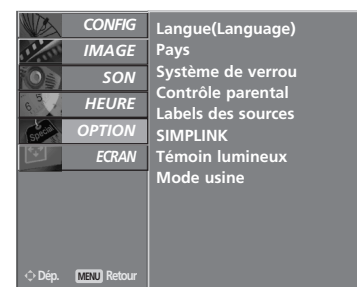 CONFIG
IMAGE
SON
HEURE
OPTION
ECRAN
Langue(Language)
Pays
Système de verrou
Contrôle parental
Labels des sources
SIMPLINK
Témoin lumineux
Mode usine
Dép. MENU Retour